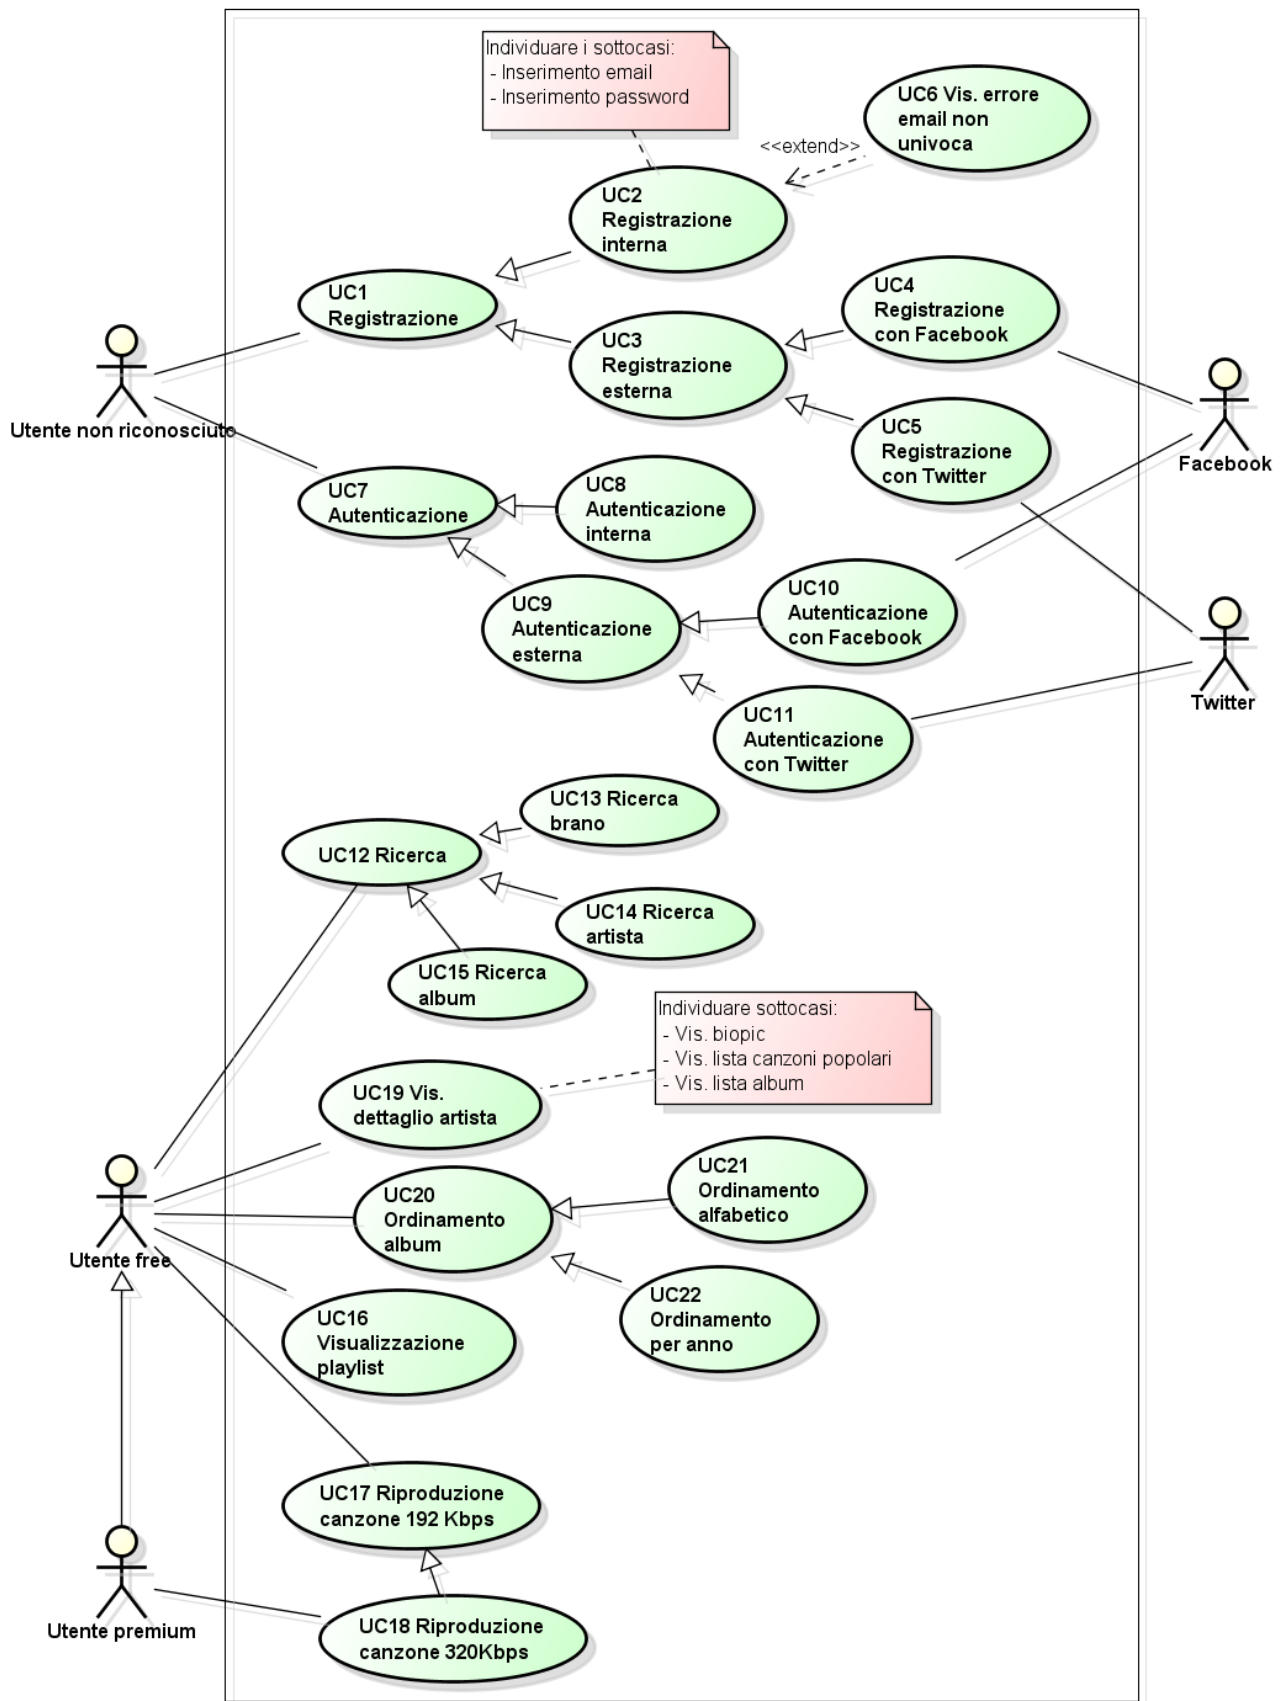 Individuare i sottocasi:
- Inserimento email
- Inserimento password
UC6 Vis. errore
email non
univoca
<<extend>>
UC2
Registrazione
interna
UC1
Registrazione
UC4
Registrazione
con Facebook
UC3
Registrazione
esterna
Utente non riconosciuto
UC5
Registrazione
con Twitter
Facebook
UC7
Autenticazione
UC8
Autenticazione
interna
UC10
Autenticazione
con Facebook
UC9
Autenticazione
esterna
Twitter
UC11
Autenticazione
con Twitter
UC13 Ricerca
brano
UC12 Ricerca
UC14 Ricerca
artista
UC15 Ricerca
album
Individuare sottocasi:
- Vis. biopic
- Vis. lista canzoni popolari
- Vis. lista album
UC19 Vis.
dettaglio artista
UC21
Ordinamento
alfabetico
UC20
Ordinamento
album
Utente free
UC22
Ordinamento
per anno
UC16
Visualizzazione
playlist
UC17 Riproduzione
canzone 192 Kbps
UC18 Riproduzione
canzone 320Kbps
Utente premium